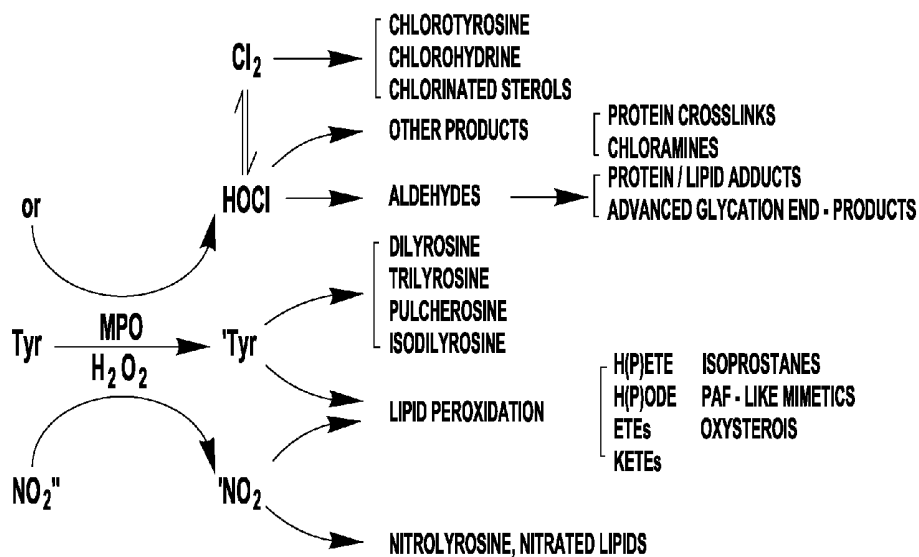 CHLOROTYROSINE
Cl₂ CHLOROHYDRINE
CHLORINATED STEROLS
OTHER PRODUCTS
PROTEIN CROSSLINKS
CHLORAMINES
or HOCl ALDEHYDES
PROTEIN / LIPID ADDUCTS
ADVANCED GLYCATION END - PRODUCTS
DILYROSINE
TRILYROSINE
PULCHEROSINE
ISODILYROSINE
Tyr MPO 'Tyr
H₂O₂
LIPID PEROXIDATION
H(P)ETE ISOPROSTANES
H(P)ODE PAF - LIKE MIMETICS
ETEs OXYSTEROIS
KETEs
NO₂" 'NO₂
NITROLYROSINE, NITRATED LIPIDS